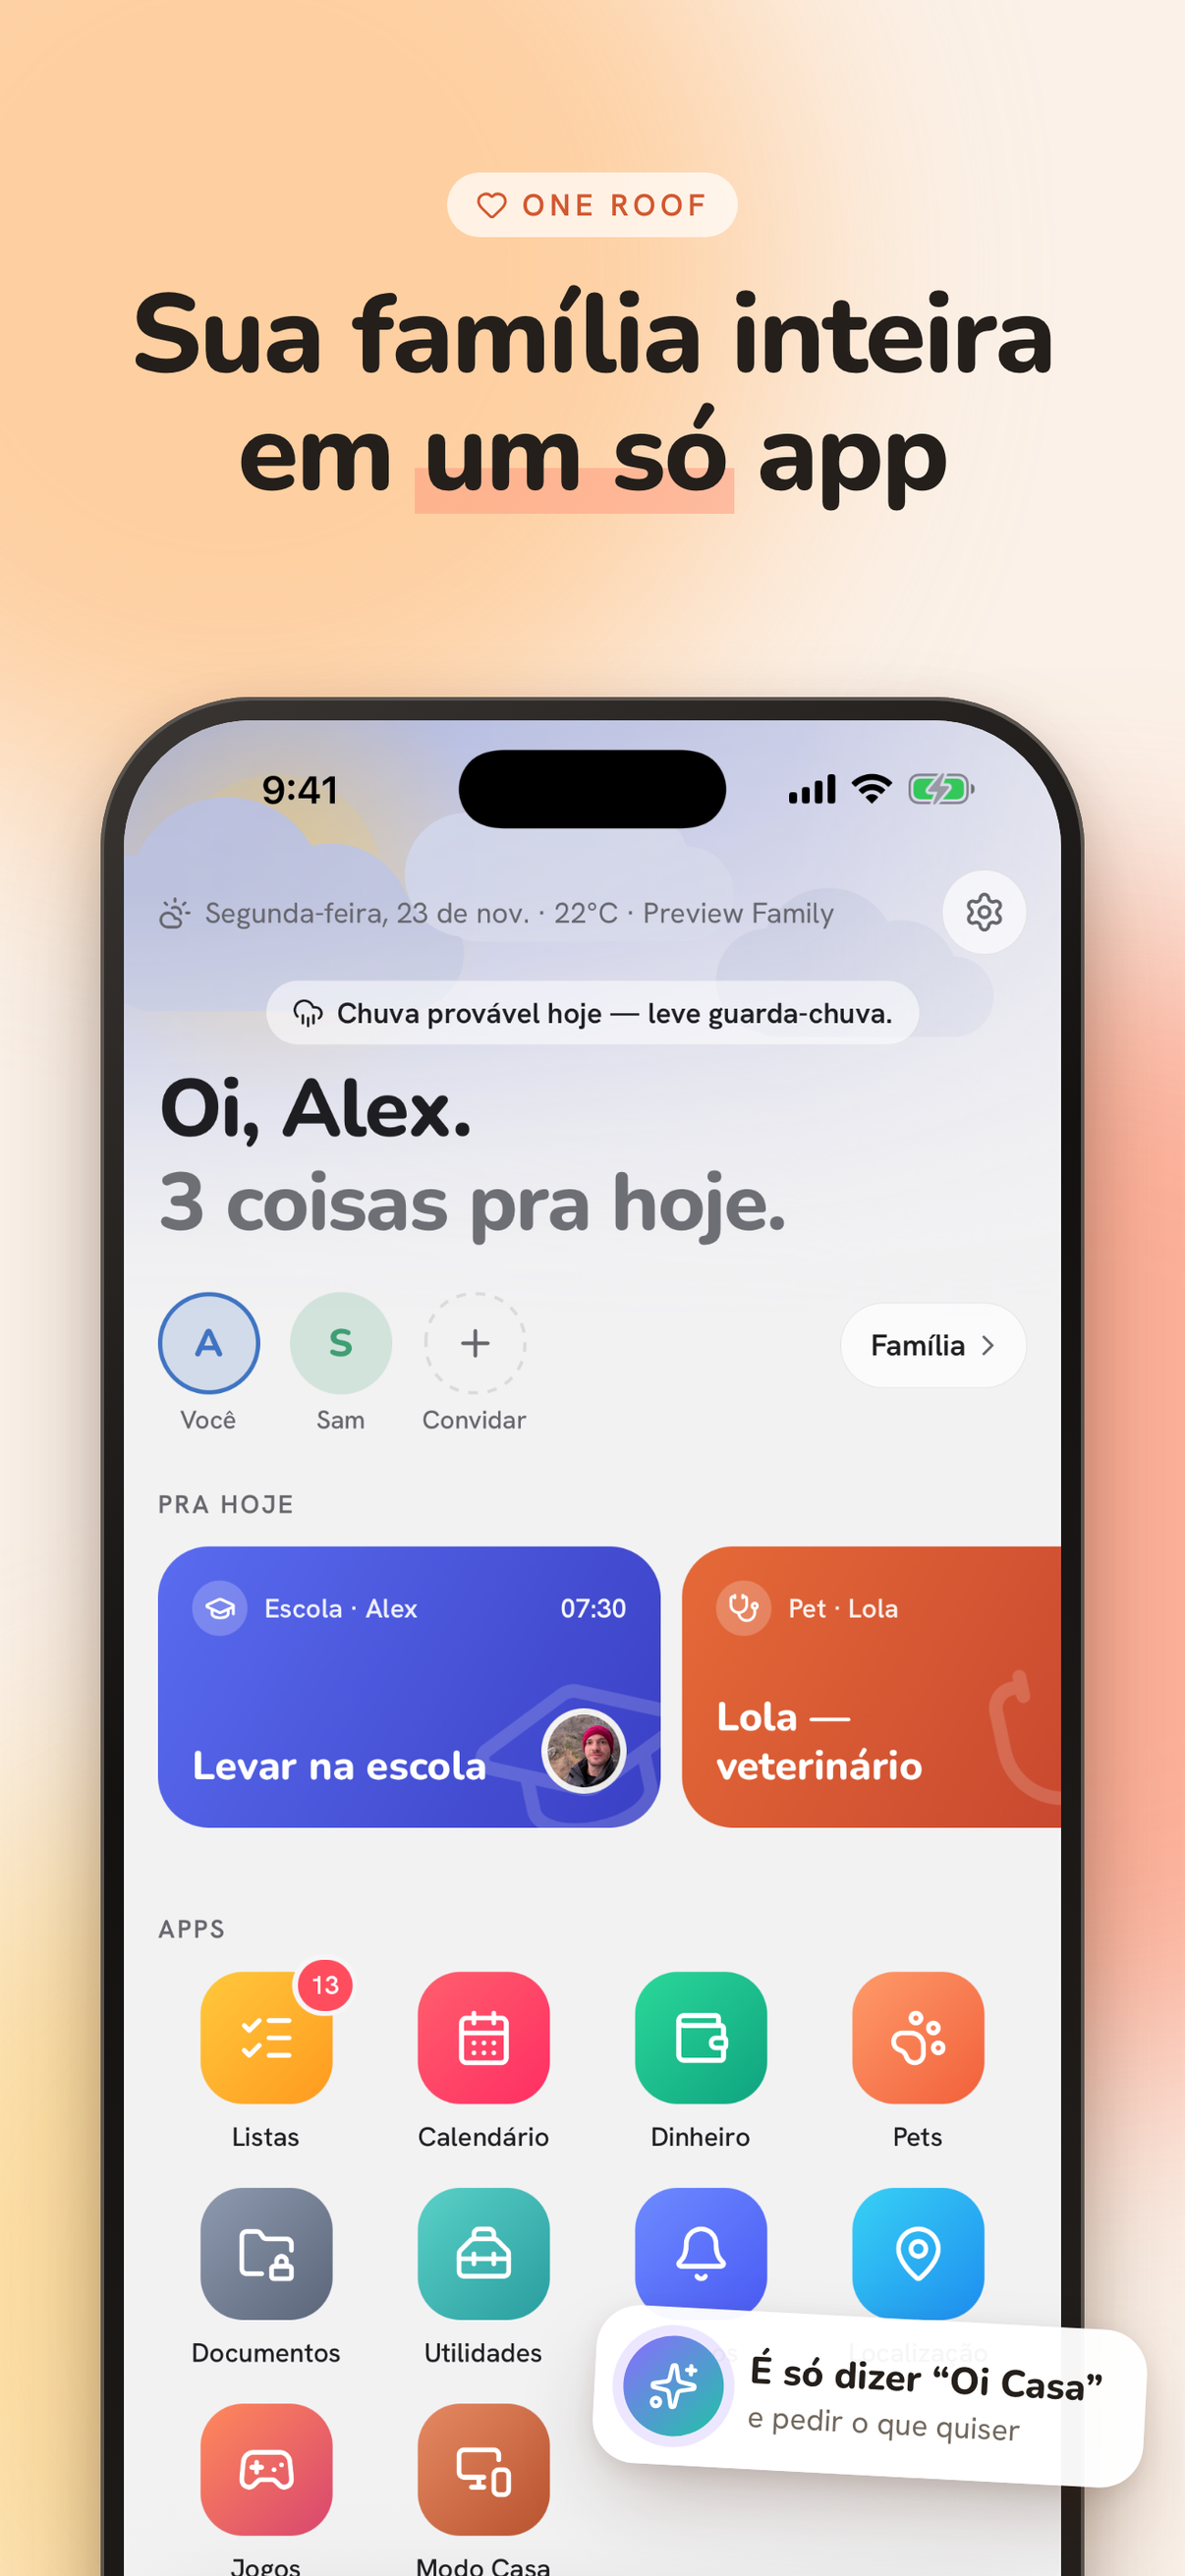 ONE ROOF
Sua família inteira
em um só app
9:41
Segunda-feira, 23 de nov. · 22°C · Preview Family
Chuva provável hoje — leve guarda-chuva.
Oi, Alex.
3 coisas pra hoje.
A
S
Você
Sam
Convidar
Família
PRA HOJE
Escola · Alex
07:30
Levar na escola
Pet · Lola
Lola —
veterinário
APPS
13
Listas
Calendário
Dinheiro
Pets
Documentos
Utilidades
Localização
É só dizer “Oi Casa”
e pedir o que quiser
Jogos
Modo Casa